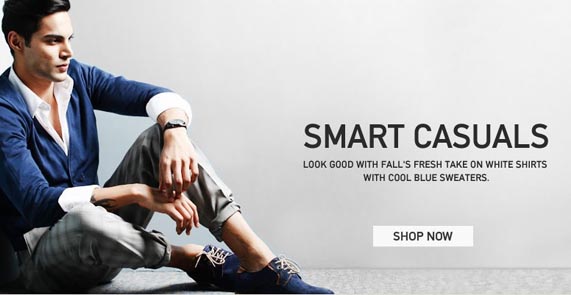 SMART CASUALS
LOOK GOOD WITH FALL'S FRESH TAKE ON WHITE SHIRTS
WITH COOL BLUE SWEATERS.
SHOP NOW